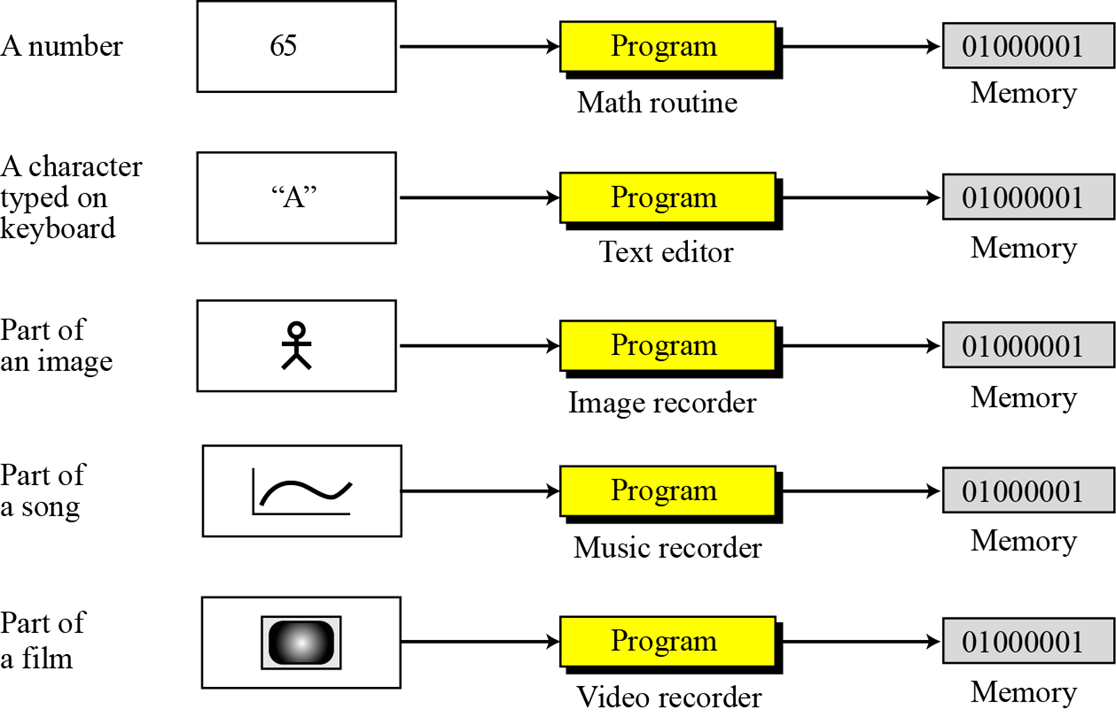 A number
65
Program
Math routine
01000001
Memory
A character
typed on
keyboard
“A”
Program
Text editor
01000001
Memory
Part of
an image
Program
Image recorder
01000001
Memory
Part of
a song
Program
Music recorder
01000001
Memory
Part of
a film
Program
Video recorder
01000001
Memory